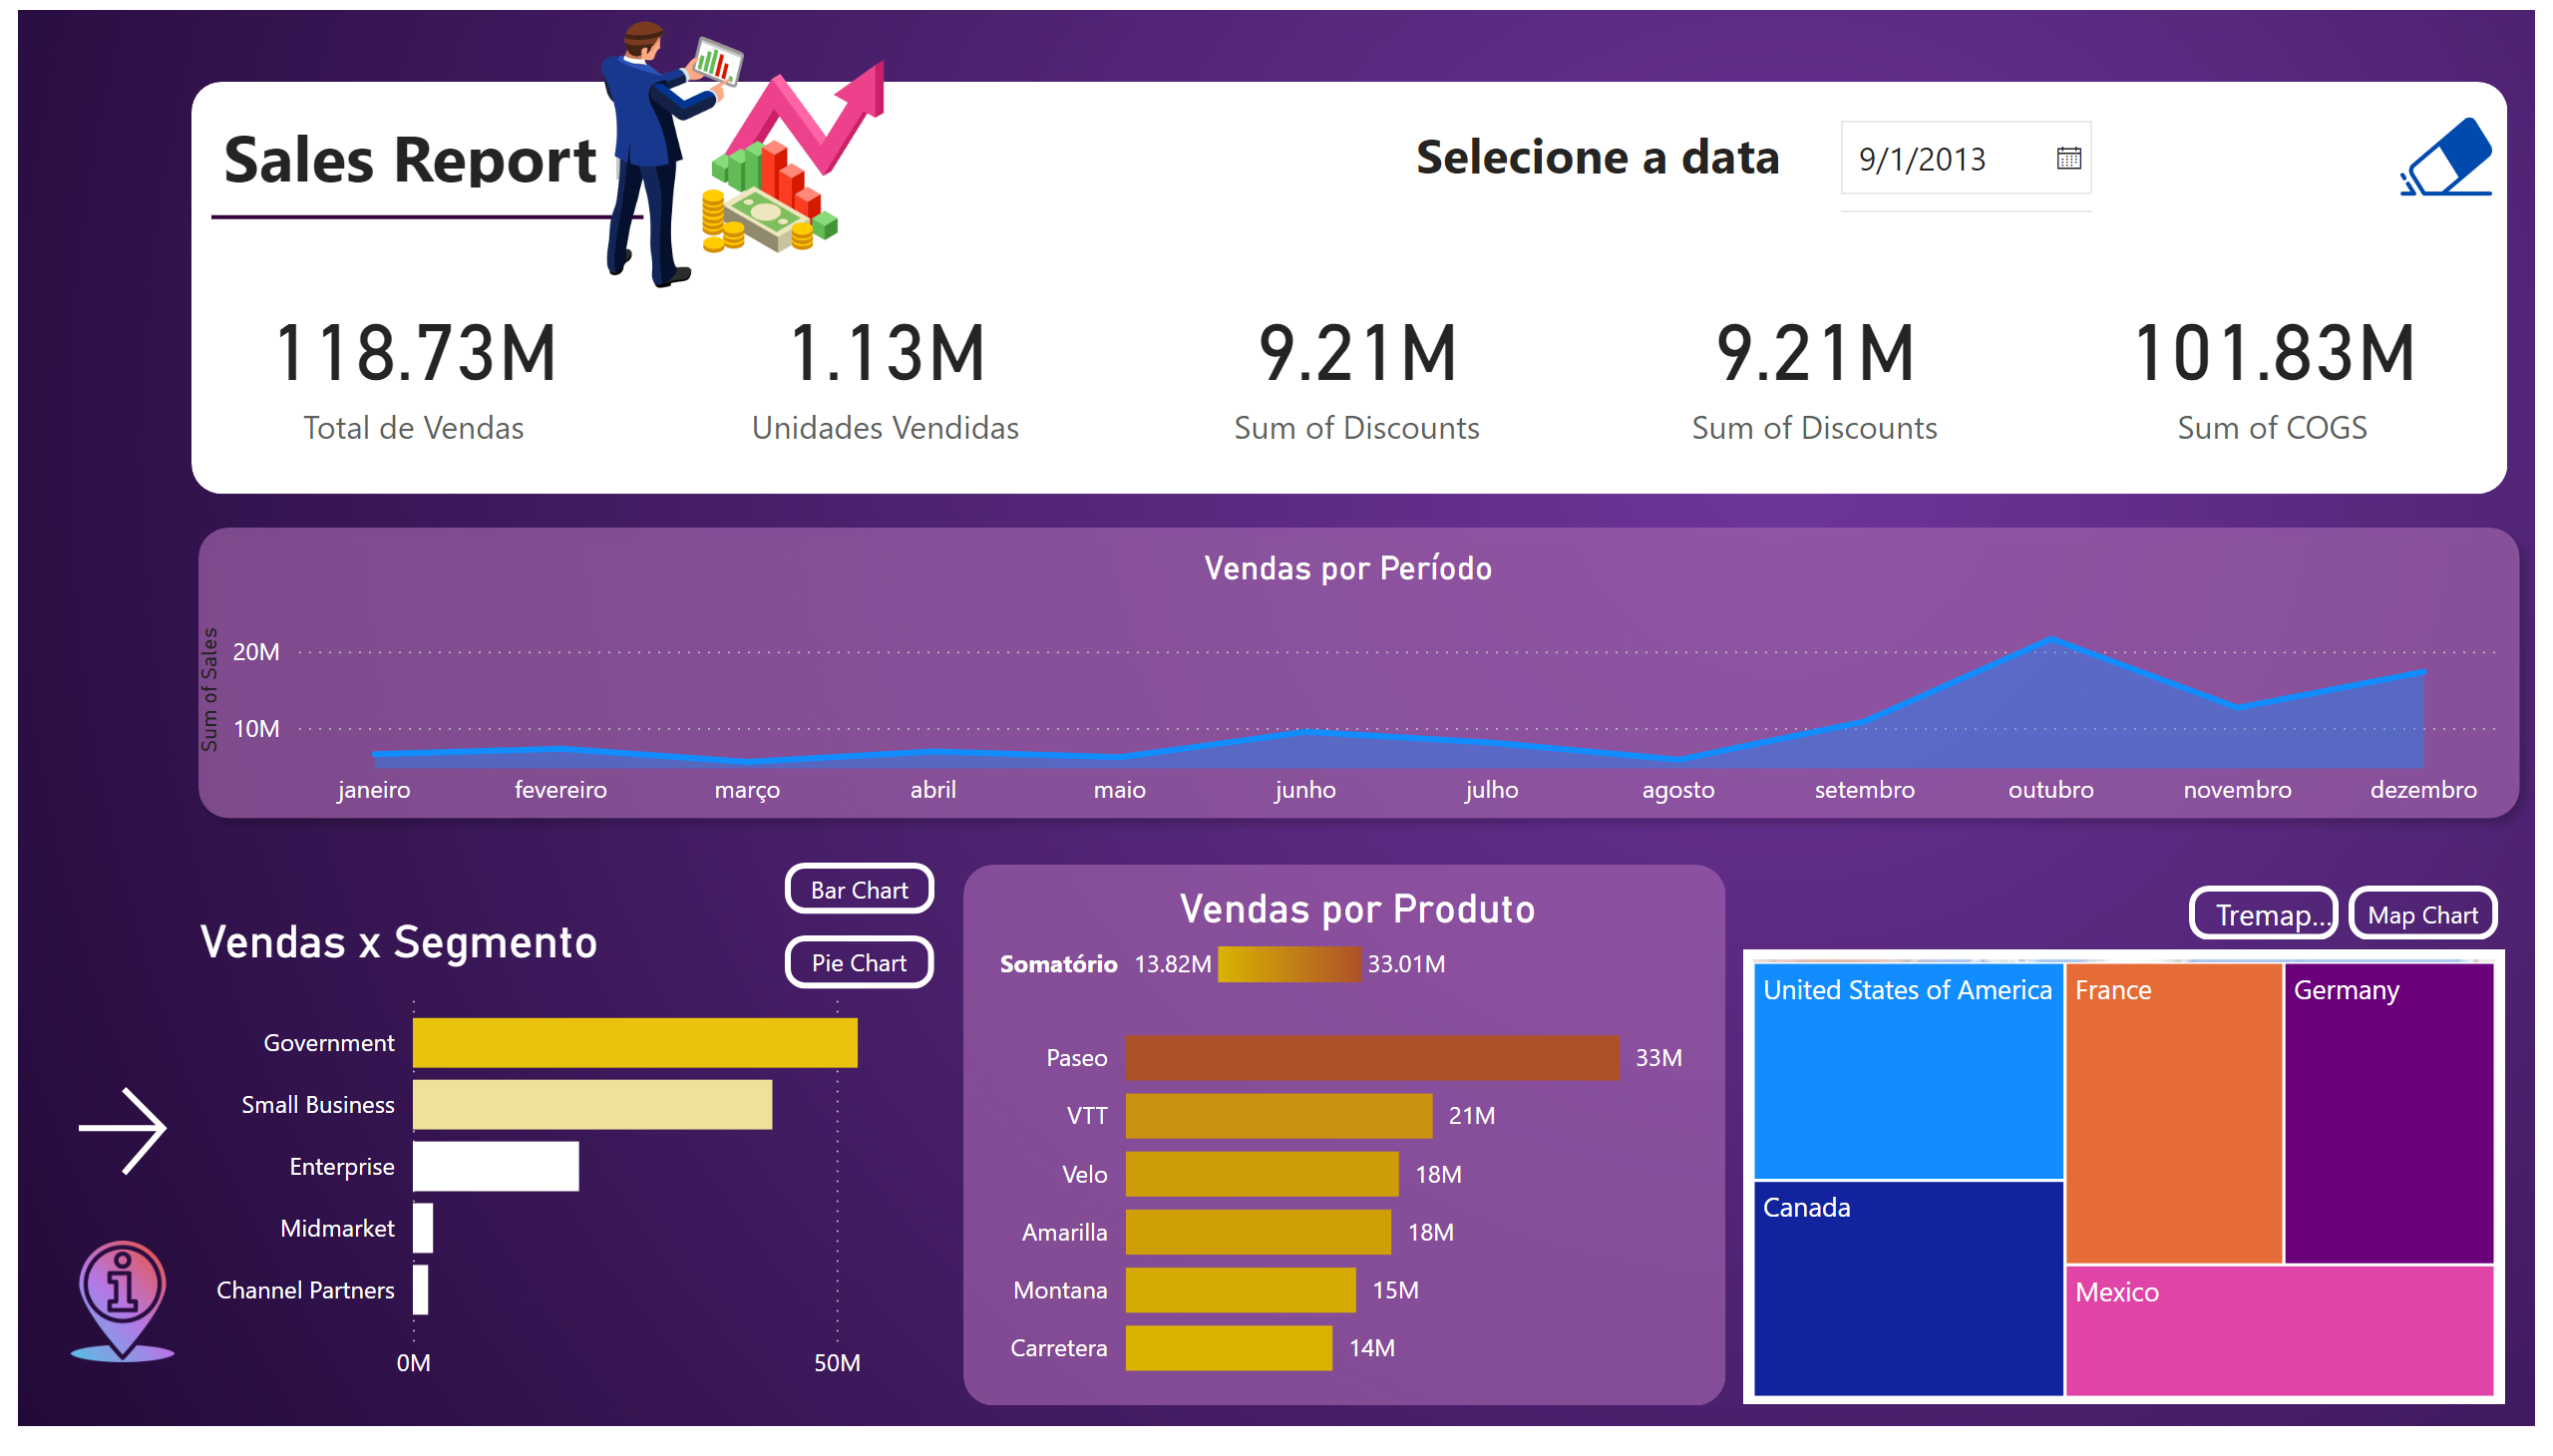 Sales Report
Selecione a data
9/1/2013
118.73M
Total de Vendas
1.13M
Unidades Vendidas
9.21M
Sum of Discounts
9.21M
Sum of Discounts
101.83M
Sum of COGS
Vendas por Período
Sum of Sales
20M
10M
janeiro
fevereiro
março
abril
maio
junho
julho
agosto
setembro
outubro
novembro
dezembro
Vendas x Segmento
Bar Chart
Pie Chart
Government
Small Business
Enterprise
Midmarket
Channel Partners
0M
50M
Vendas por Produto
Somatório 13.82M 33.01M
Paseo 33M
VTT 21M
Velo 18M
Amarilla 18M
Montana 15M
Carretera 14M
Tremap...
Map Chart
United States of America
France
Germany
Canada
Mexico